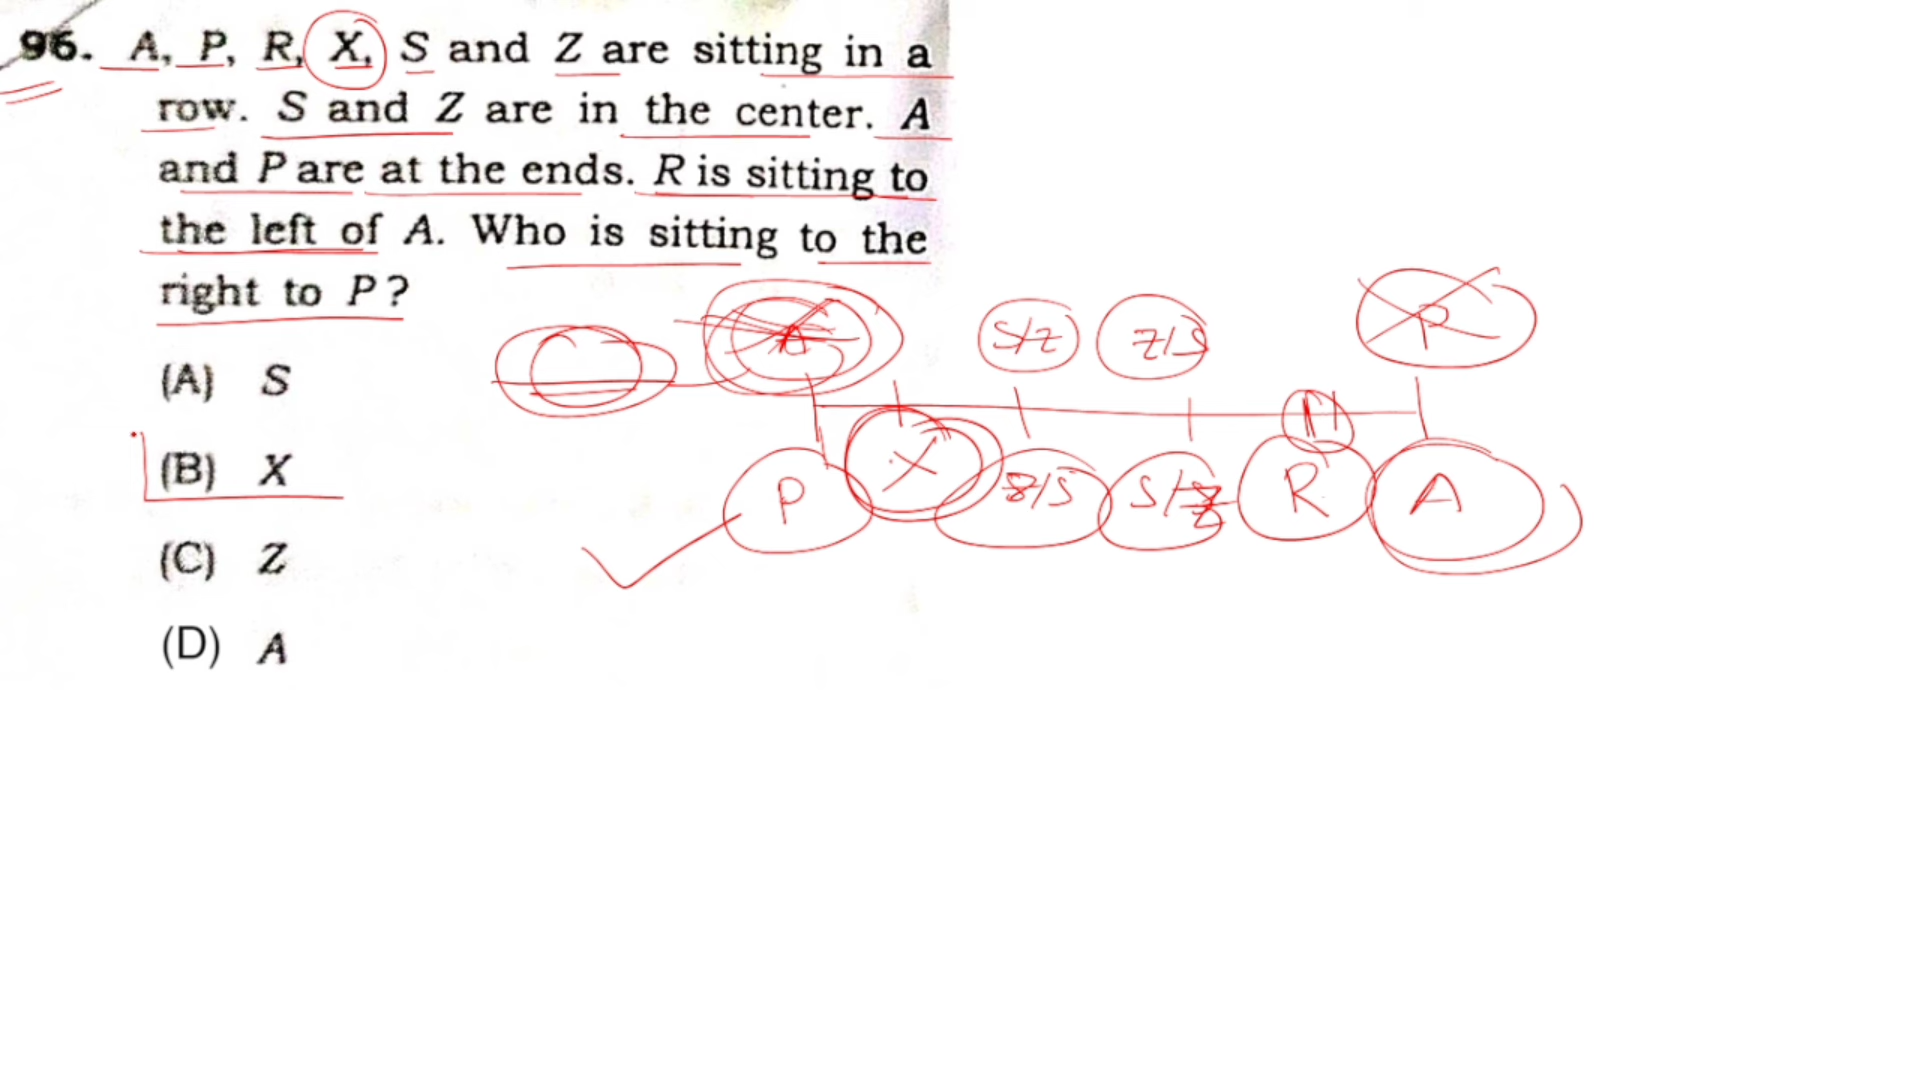 96. A, P, R, X, S and Z are sitting in a
row. S and Z are in the center. A
and P are at the ends. R is sitting to
the left of A. Who is sitting to the
right to P?
(A) S
(B) X
(C) Z
(D) A
A S/Z Z/S P
P X Z/S S/Z R A